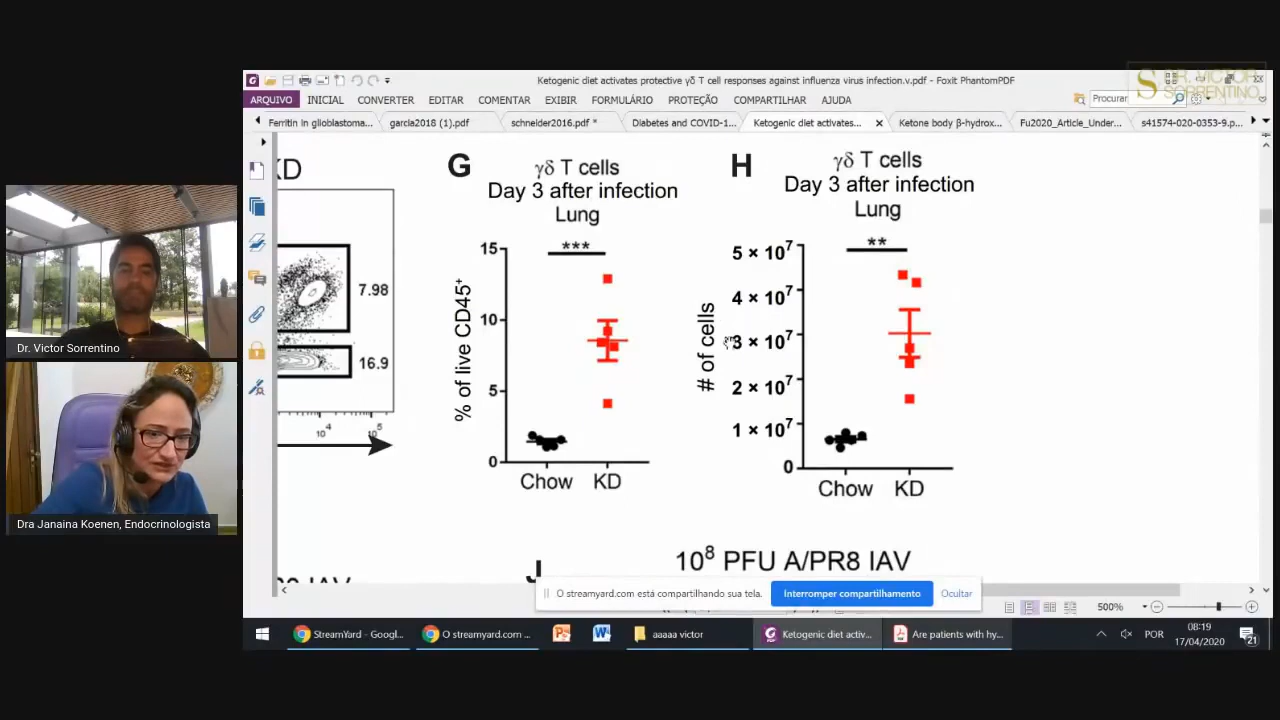 Ketogenic diet activates protective γδ T cell responses against influenza virus infection.v.pdf - Foxit PhantomPDF
DR. VICTOR
SORRENTINO
ARQUIVO INICIAL CONVERTER EDITAR COMENTAR EXIBIR FORMULÁRIO PROTEÇÃO COMPARTILHAR AJUDA Procurar
Ferritin in glioblastoma... garcia2018 (1).pdf schneider2016.pdf * Diabetes and COVID-1... Ketogenic diet activates... Ketone body β-hydrox... Fu2020_Article_Under... s41574-020-0353-9.p...
KD
7.98
16.9
10⁴ 10⁵
G
γδ T cells
Day 3 after infection
Lung
***
% of live CD45⁺
15
10
5
0
Chow KD
H
γδ T cells
Day 3 after infection
Lung
**
# of cells
5 × 10⁷
4 × 10⁷
3 × 10⁷
2 × 10⁷
1 × 10⁷
0
Chow KD
J
10⁸ PFU A/PR8 IAV
Dr. Victor Sorrentino
Dra Janaina Koenen, Endocrinologista
O streamyard.com está compartilhando sua tela. Interromper compartilhamento Ocultar
500%
StreamYard - Googl... O streamyard.com ... aaaaa victor Ketogenic diet activ... Are patients with hy...
POR
08:19
17/04/2020
21